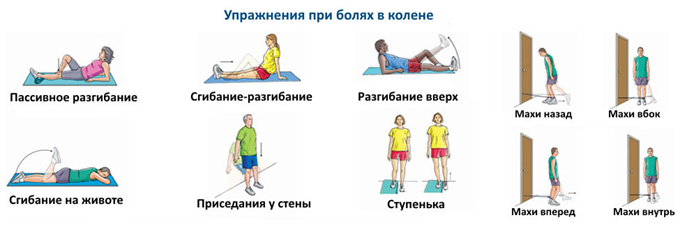 Упражнения при болях в колене
Пассивное разгибание
Сгибание-разгибание
Разгибание вверх
Махи назад
Махи вбок
Сгибание на животе
Приседания у стены
Ступенька
Махи вперед
Махи внутрь